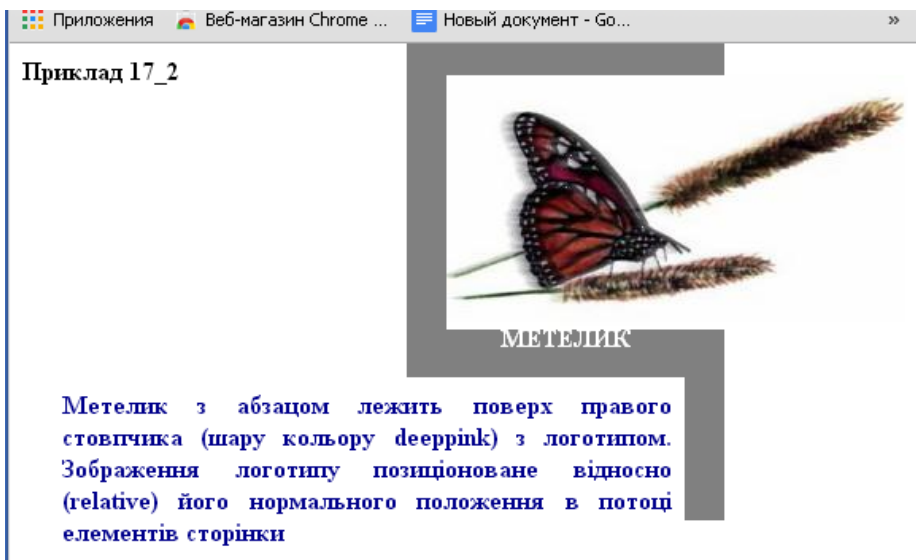 Приложения Веб-магазин Chrome ... Новый документ - Go... »
Приклад 17_2
МЕТЕЛИК
Метелик з абзацом лежить поверх правого
стовпчика (шару кольору deeppink) з логотипом.
Зображення логотипу позиціоноване відносно
(relative) його нормального положення в потоці
елементів сторінки